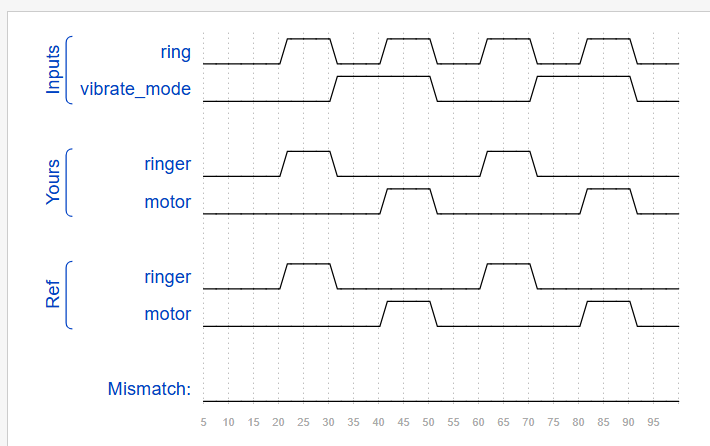 Inputs
ring
vibrate_mode
Yours
ringer
motor
Ref
ringer
motor
Mismatch:
5 10 15 20 25 30 35 40 45 50 55 60 65 70 75 80 85 90 95